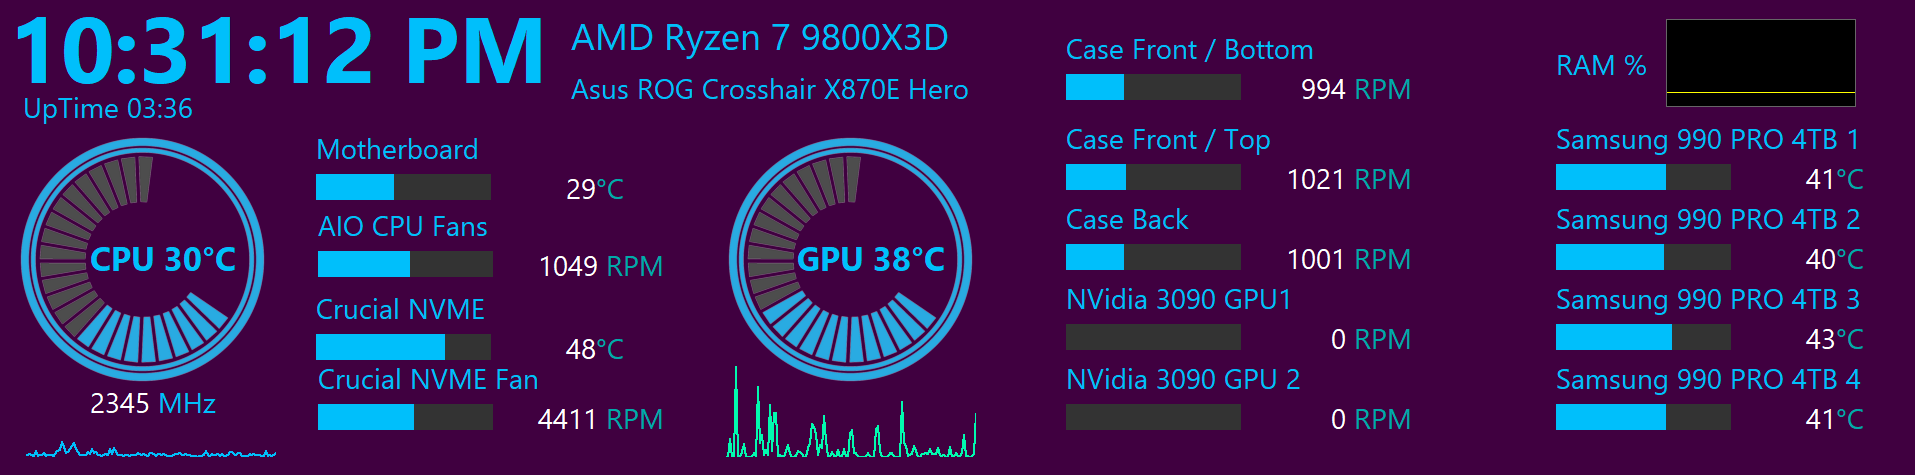 10:31:12 PM
UpTime 03:36
AMD Ryzen 7 9800X3D
Asus ROG Crosshair X870E Hero
CPU 30°C
2345 MHz
Motherboard
29°C
AIO CPU Fans
1049 RPM
Crucial NVME
48°C
Crucial NVME Fan
4411 RPM
GPU 38°C
Case Front / Bottom
994 RPM
Case Front / Top
1021 RPM
Case Back
1001 RPM
NVidia 3090 GPU1
0 RPM
NVidia 3090 GPU 2
0 RPM
RAM %
Samsung 990 PRO 4TB 1
41°C
Samsung 990 PRO 4TB 2
40°C
Samsung 990 PRO 4TB 3
43°C
Samsung 990 PRO 4TB 4
41°C